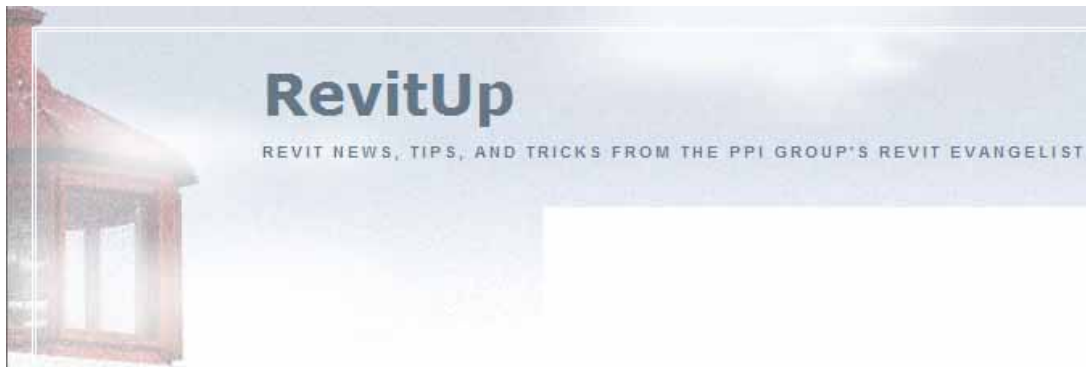 RevitUp
REVIT NEWS, TIPS, AND TRICKS FROM THE PPI GROUP'S REVIT EVANGELIST